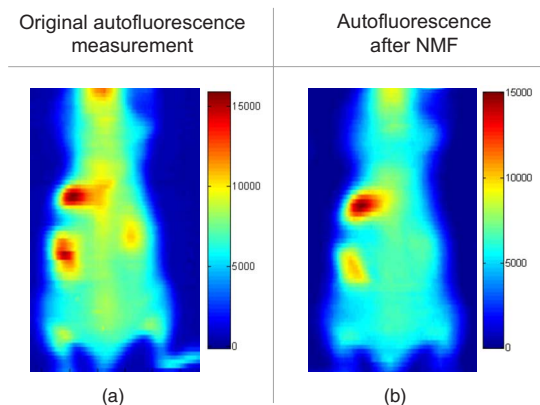 Original autofluorescence
measurement
Autofluorescence
after NMF
15000
10000
5000
0
15000
10000
5000
0
(a)
(b)